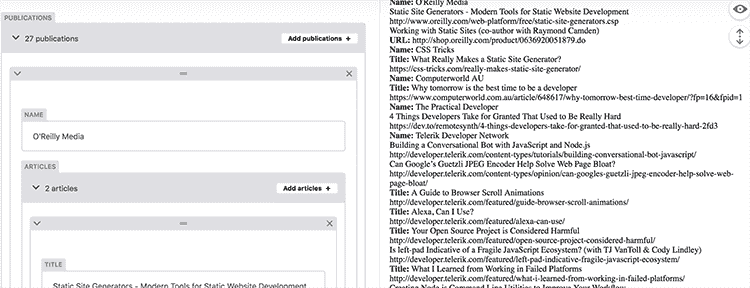 PUBLICATIONS
27 publications
Add publications +
NAME
O'Reilly Media
ARTICLES
2 articles
Add articles +
TITLE
Static Site Generators - Modern Tools for Static Website Development
Name: O'Reilly Media
Static Site Generators - Modern Tools for Static Website Development
http://www.oreilly.com/web-platform/free/static-site-generators.csp
Working with Static Sites (co-author with Raymond Camden)
URL: http://shop.oreilly.com/product/0636920051879.do
Name: CSS Tricks
Title: What Really Makes a Static Site Generator?
https://css-tricks.com/really-makes-static-site-generator/
Name: Computerworld AU
Title: Why tomorrow is the best time to be a developer
https://www.computerworld.com.au/article/648617/why-tomorrow-best-time-developer/?fp=16&fpid=1
Name: The Practical Developer
4 Things Developers Take for Granted That Used to Be Really Hard
https://dev.to/remotesynth/4-things-developers-take-for-granted-that-used-to-be-really-hard-2fd3
Name: Telerik Developer Network
Building a Conversational Bot with JavaScript and Node.js
http://developer.telerik.com/content-types/tutorials/building-conversational-bot-javascript/
Can Google's Guetzli JPEG Encoder Help Solve Web Page Bloat?
http://developer.telerik.com/content-types/opinion/can-googles-guetzli-jpeg-encoder-help-solve-web-
page-bloat/
Title: A Guide to Browser Scroll Animations
http://developer.telerik.com/featured/guide-browser-scroll-animations/
Title: Alexa, Can I Use?
http://developer.telerik.com/featured/alexa-can-use/
Title: Your Open Source Project is Considered Harmful
http://developer.telerik.com/featured/open-source-project-considered-harmful/
Is left-pad Indicative of a Fragile JavaScript Ecosystem? (with TJ VanToll & Cody Lindley)
http://developer.telerik.com/featured/left-pad-indicative-fragile-javascript-ecosystem/
Title: What I Learned from Working in Failed Platforms
http://developer.telerik.com/featured/what-i-learned-from-working-in-failed-platforms/
Creating Node.js Command Line Utilities to Improve Your Workflow